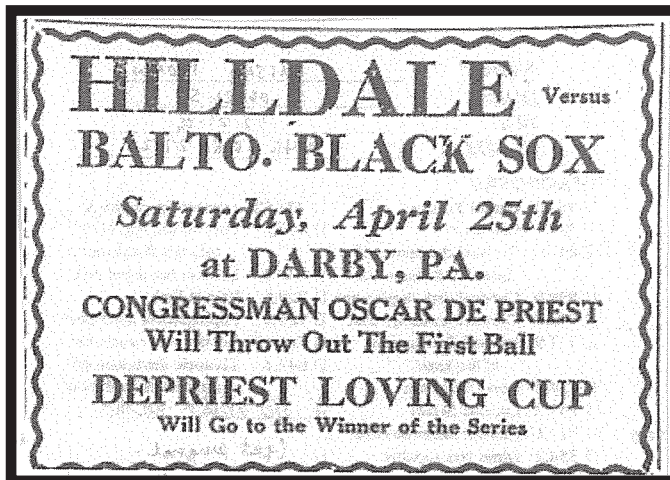 HILLDALE Versus
BALTO. BLACK SOX
Saturday, April 25th
at DARBY, PA.
CONGRESSMAN OSCAR DE PRIEST
Will Throw Out The First Ball
DEPRIEST LOVING CUP
Will Go to the Winner of the Series